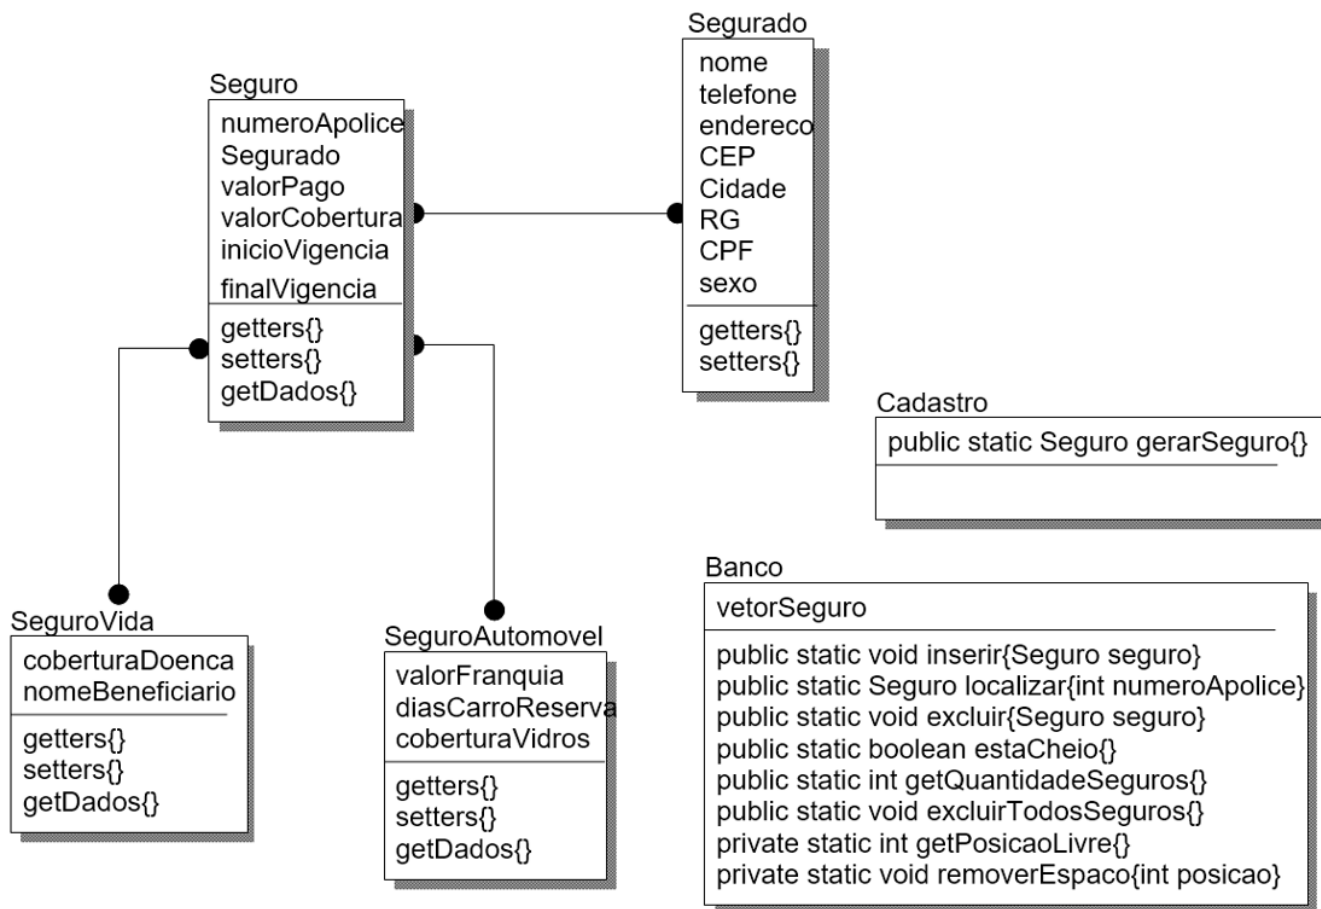 Segurado
nome
telefone
endereco
CEP
Cidade
RG
CPF
sexo
getters{}
setters{}
Seguro
numeroApolice
Segurado
valorPago
valorCobertura
inicioVigencia
finalVigencia
getters{}
setters{}
getDados{}
Cadastro
public static Seguro gerarSeguro{}
SeguroVida
coberturaDoenca
nomeBeneficiario
getters{}
setters{}
getDados{}
SeguroAutomovel
valorFranquia
diasCarroReserva
coberturaVidros
getters{}
setters{}
getDados{}
Banco
vetorSeguro
public static void inserir{Seguro seguro}
public static Seguro localizar{int numeroApolice}
public static void excluir{Seguro seguro}
public static boolean estaCheio{}
public static int getQuantidadeSeguros{}
public static void excluirTodosSeguros{}
private static int getPosicaoLivre{}
private static void removerEspaco{int posicao}